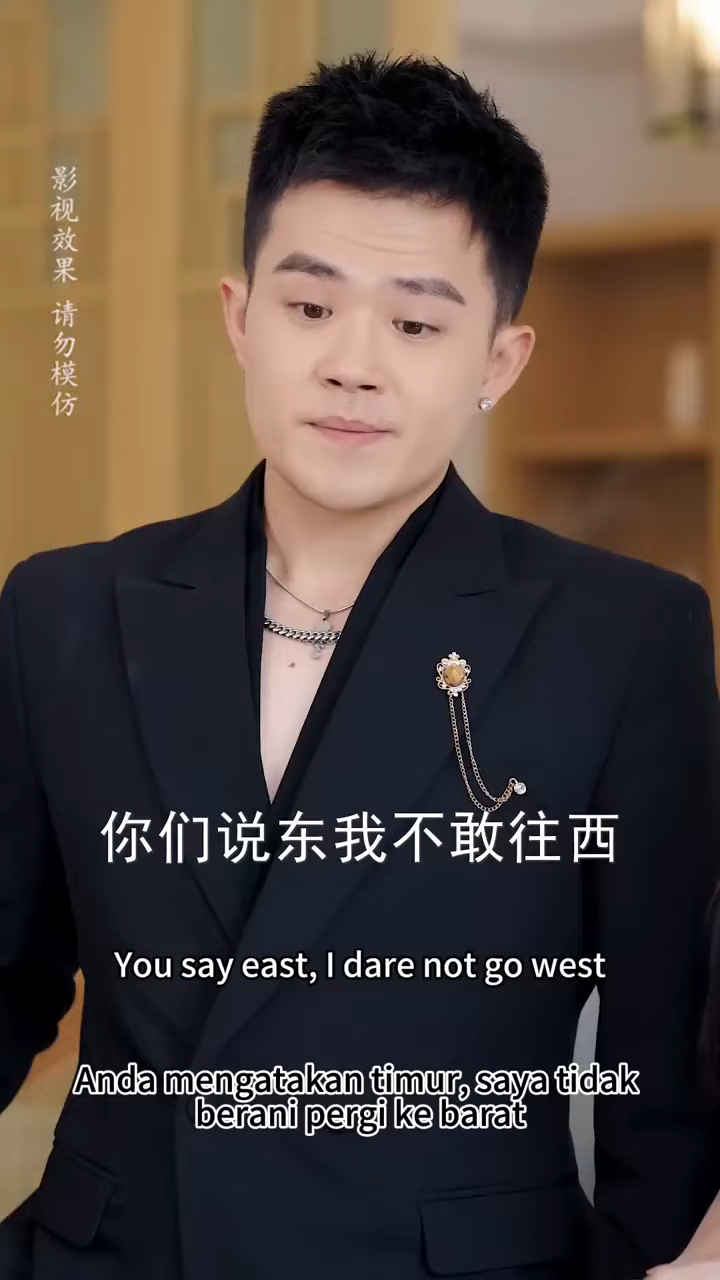 影视效果 请勿模仿
你们说东我不敢往西
You say east, I dare not go west
Anda mengatakan timur, saya tidak
berani pergi ke barat